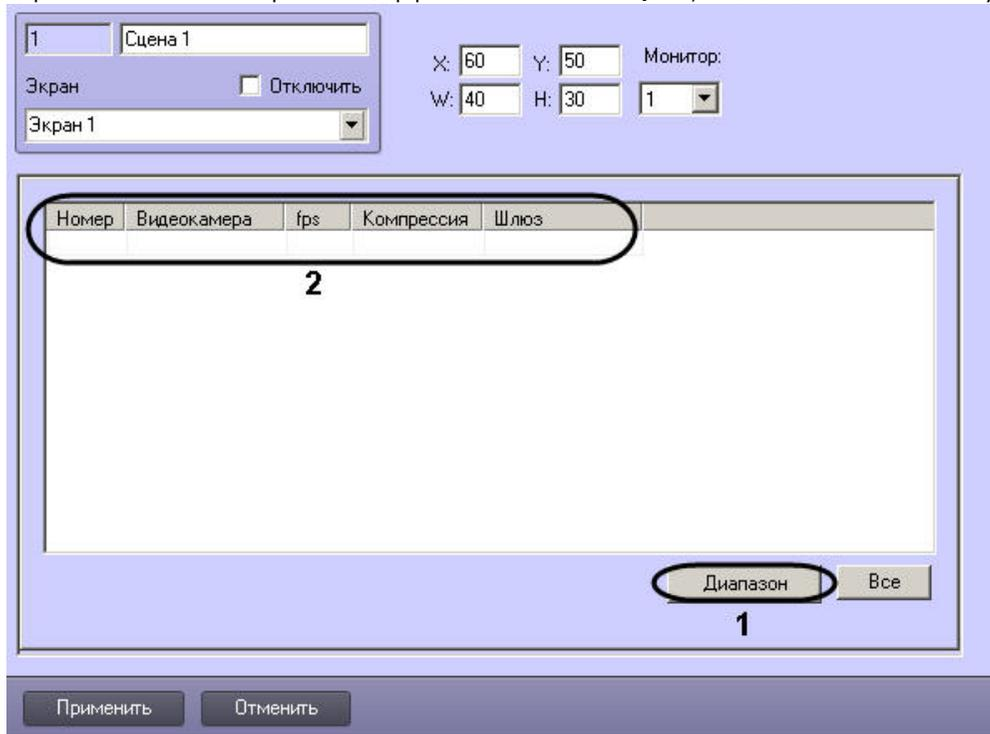 1 Сцена 1
X: 60 Y: 50 Монитор:
Экран Отключить
W: 40 H: 30 1
Экран 1
Номер Видеокамера fps Компрессия Шлюз
2
Диапазон Все
1
Применить Отменить